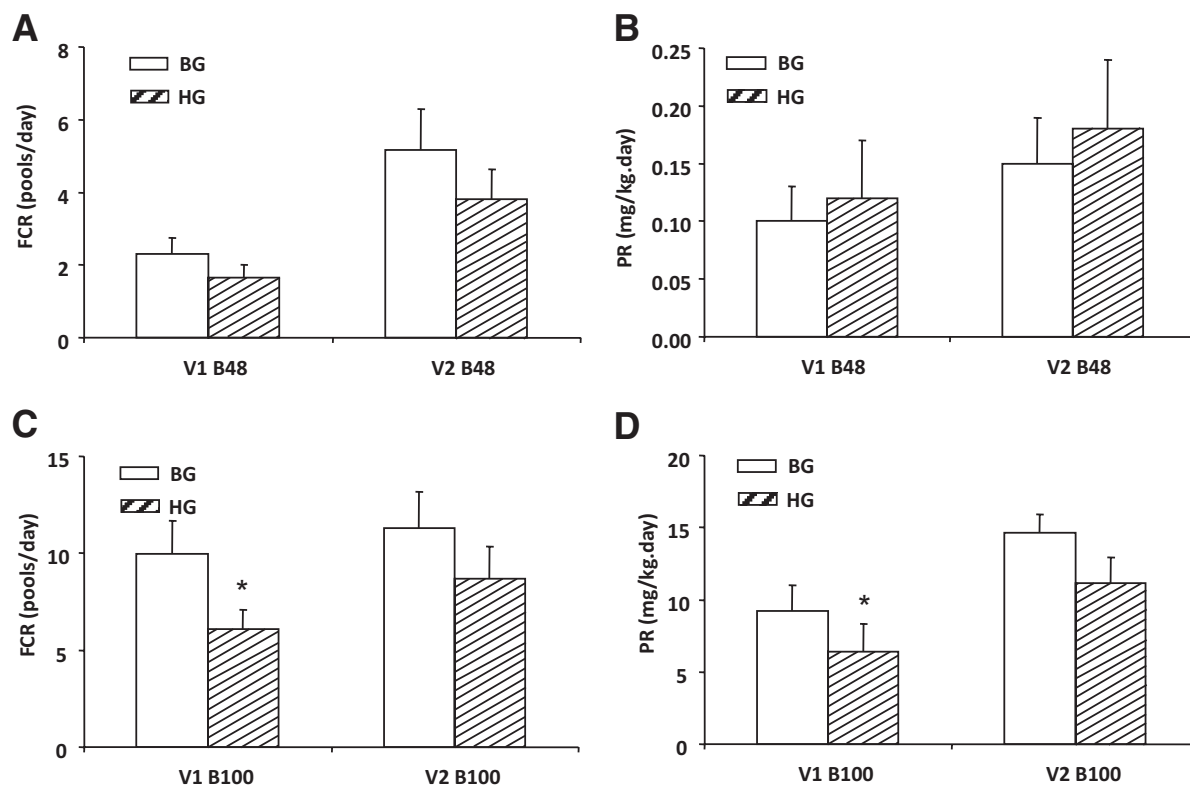 A
FCR (pools/day)
8
6
4
2
0
BG
HG
V1 B48
V2 B48
B
PR (mg/kg.day)
0.25
0.20
0.15
0.10
0.05
0.00
BG
HG
V1 B48
V2 B48
C
FCR (pools/day)
15
10
5
0
BG
HG
*
V1 B100
V2 B100
D
PR (mg/kg.day)
20
15
10
5
0
BG
HG
*
V1 B100
V2 B100